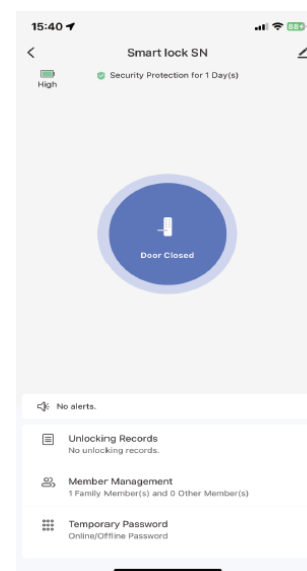 15:40
Smart lock SN
High
Security Protection for 1 Day(s)
Door Closed
No alerts.
Unlocking Records
No unlocking records.
Member Management
1 Family Member(s) and 0 Other Member(s)
Temporary Password
Online/Offline Password